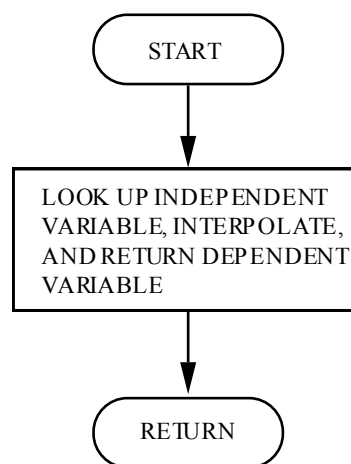 START
LOOK UP INDEPENDENT
VARIABLE, INTERPOLATE,
AND RETURN DEPENDENT
VARIABLE
RETURN